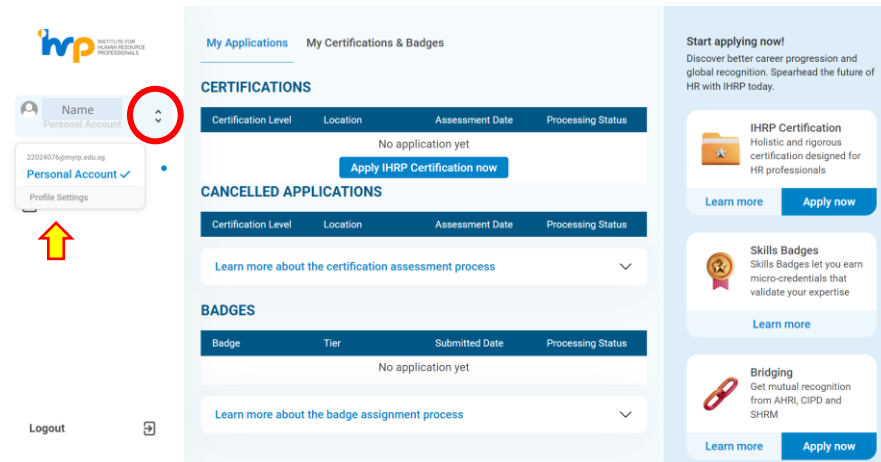 ihrp INSTITUTE FOR
HUMAN RESOURCE
PROFESSIONALS
Name
Personal Account
22024076@myrp.edu.sg
Personal Account ✓
Profile Settings
Logout
My Applications My Certifications & Badges
CERTIFICATIONS
Certification Level Location Assessment Date Processing Status
No application yet
Apply IHRP Certification now
CANCELLED APPLICATIONS
Certification Level Location Assessment Date Processing Status
Learn more about the certification assessment process
BADGES
Badge Tier Submitted Date Processing Status
No application yet
Learn more about the badge assignment process
Start applying now!
Discover better career progression and
global recognition. Spearhead the future of
HR with IHRP today.
IHRP Certification
Holistic and rigorous
certification designed for
HR professionals
Learn more Apply now
Skills Badges
Skills Badges let you earn
micro-credentials that
validate your expertise
Learn more
Bridging
Get mutual recognition
from AHRI, CIPD and
SHRM
Learn more Apply now